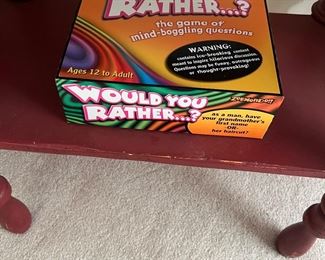 RATHER...?
the game of
mind-boggling questions
WARNING:
contains ice-breaking content
meant to inspire hilarious discussion.
Questions may be funny, outrageous
or thought-provoking!
Ages 12 to Adult
WOULD YOU
RATHER...?
ZOBMONDO!!
as a man, have
your grandmother's
first name
-OR-
her haircut?